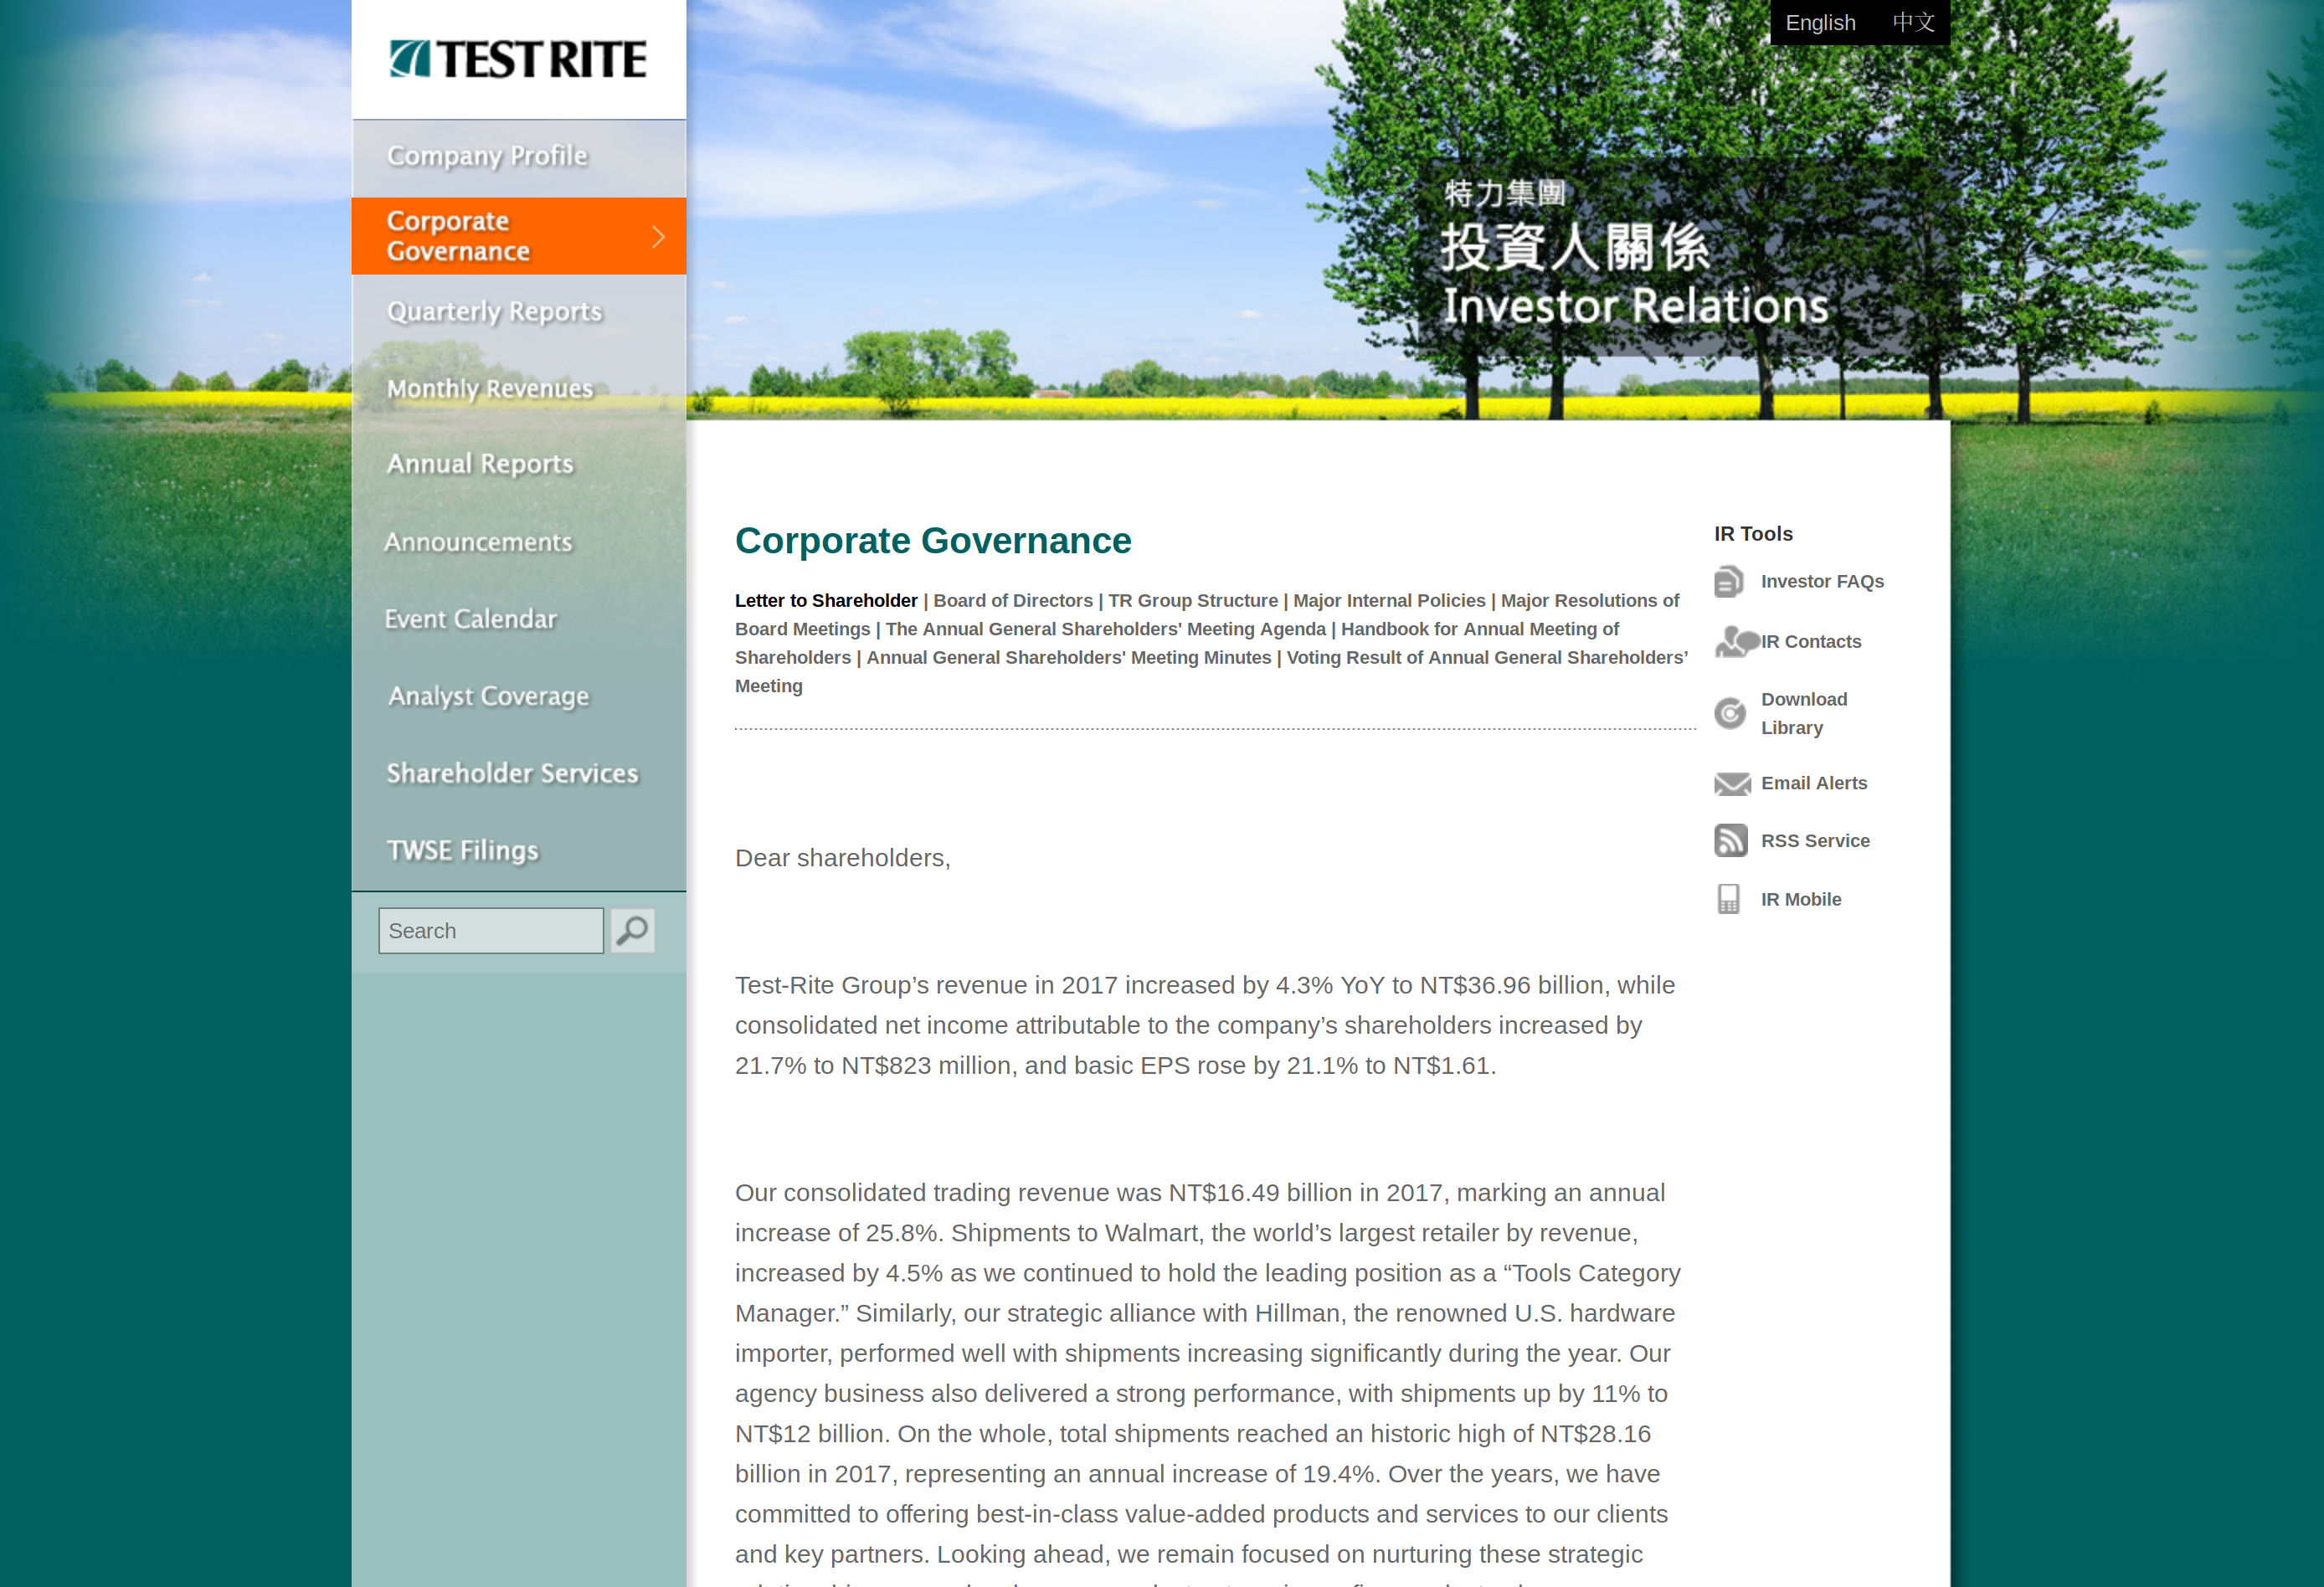 TEST RITE
English 中文
Company Profile
Corporate
Governance
Quarterly Reports
Monthly Revenues
Annual Reports
Announcements
Event Calendar
Analyst Coverage
Shareholder Services
TWSE Filings
Search
特力集團
投資人關係
Investor Relations
Corporate Governance
Letter to Shareholder | Board of Directors | TR Group Structure | Major Internal Policies | Major Resolutions of
Board Meetings | The Annual General Shareholders' Meeting Agenda | Handbook for Annual Meeting of
Shareholders | Annual General Shareholders' Meeting Minutes | Voting Result of Annual General Shareholders’
Meeting
Dear shareholders,
Test-Rite Group’s revenue in 2017 increased by 4.3% YoY to NT$36.96 billion, while
consolidated net income attributable to the company’s shareholders increased by
21.7% to NT$823 million, and basic EPS rose by 21.1% to NT$1.61.
Our consolidated trading revenue was NT$16.49 billion in 2017, marking an annual
increase of 25.8%. Shipments to Walmart, the world’s largest retailer by revenue,
increased by 4.5% as we continued to hold the leading position as a “Tools Category
Manager.” Similarly, our strategic alliance with Hillman, the renowned U.S. hardware
importer, performed well with shipments increasing significantly during the year. Our
agency business also delivered a strong performance, with shipments up by 11% to
NT$12 billion. On the whole, total shipments reached an historic high of NT$28.16
billion in 2017, representing an annual increase of 19.4%. Over the years, we have
committed to offering best-in-class value-added products and services to our clients
and key partners. Looking ahead, we remain focused on nurturing these strategic
IR Tools
Investor FAQs
IR Contacts
Download
Library
Email Alerts
RSS Service
IR Mobile